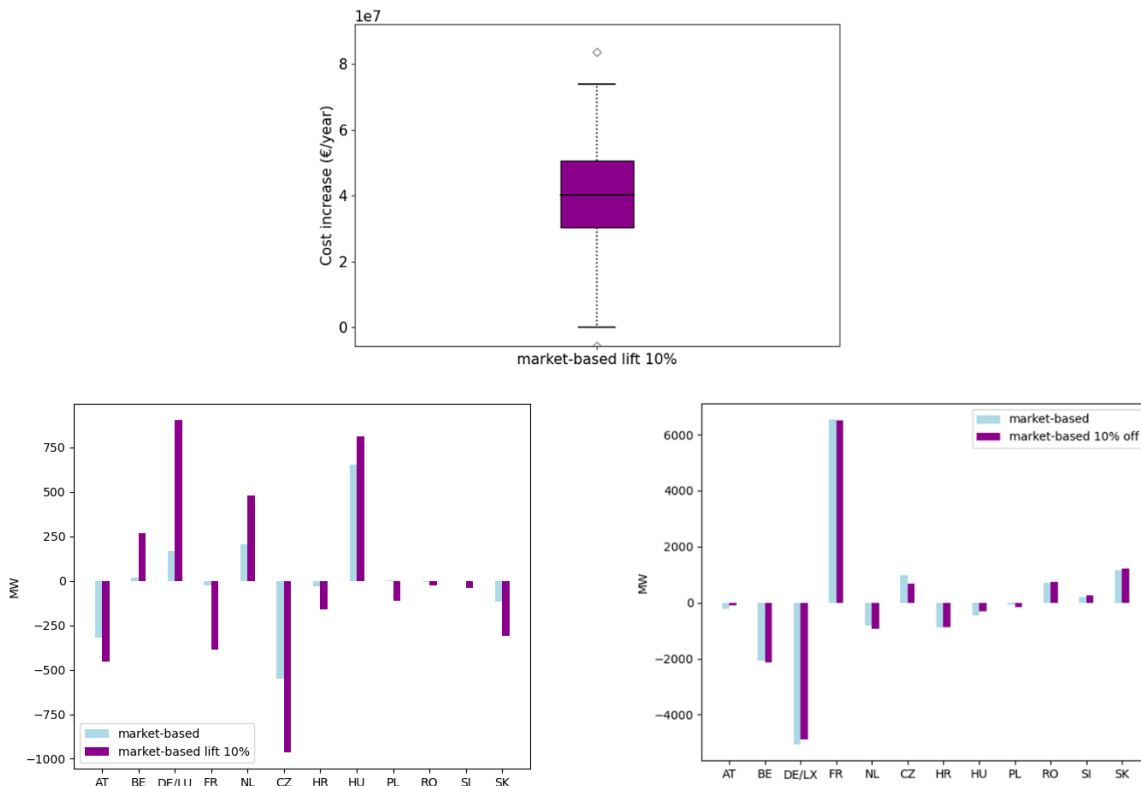 1e7
Cost increase (€/year)
8
6
4
2
0
market-based lift 10%
MW
750
500
250
0
−250
−500
−750
−1000
market-based
market-based lift 10%
AT BE DE/LU FR NL CZ HR HU PL RO SI SK
MW
6000
4000
2000
0
−2000
−4000
market-based
market-based 10% off
AT BE DE/LX FR NL CZ HR HU PL RO SI SK